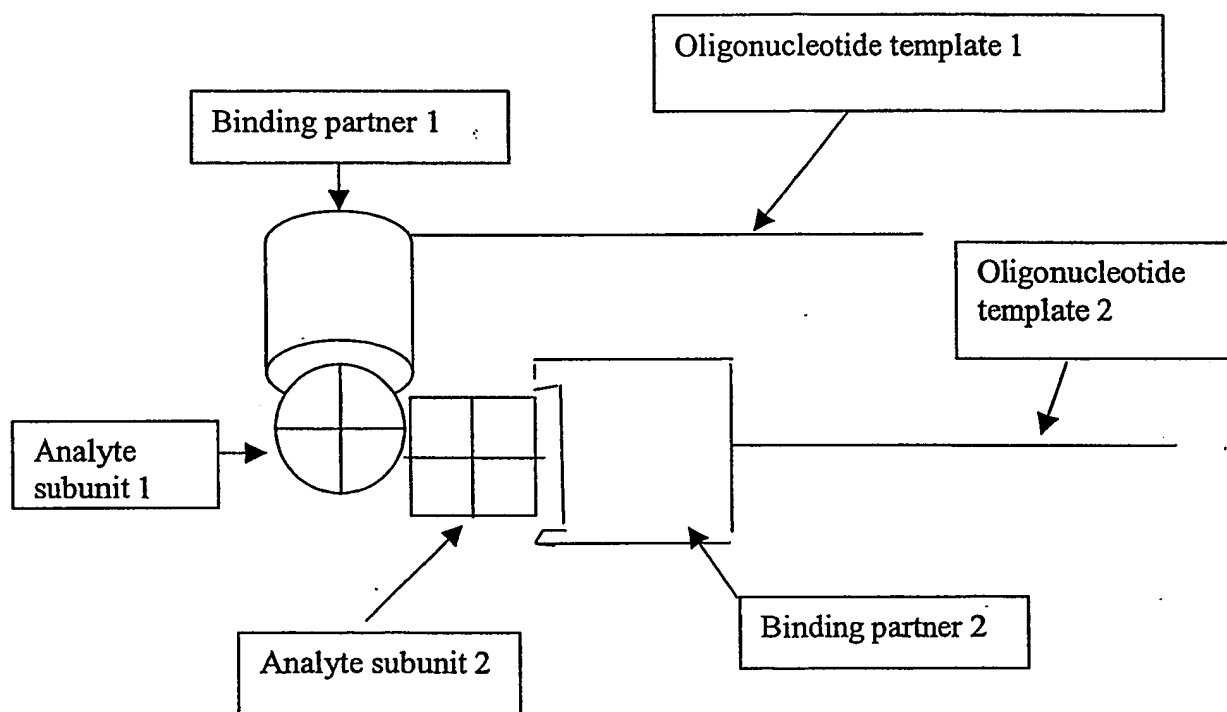 Oligonucleotide template 1
Binding partner 1
Oligonucleotide
template 2
Analyte
subunit 1
Binding partner 2
Analyte subunit 2